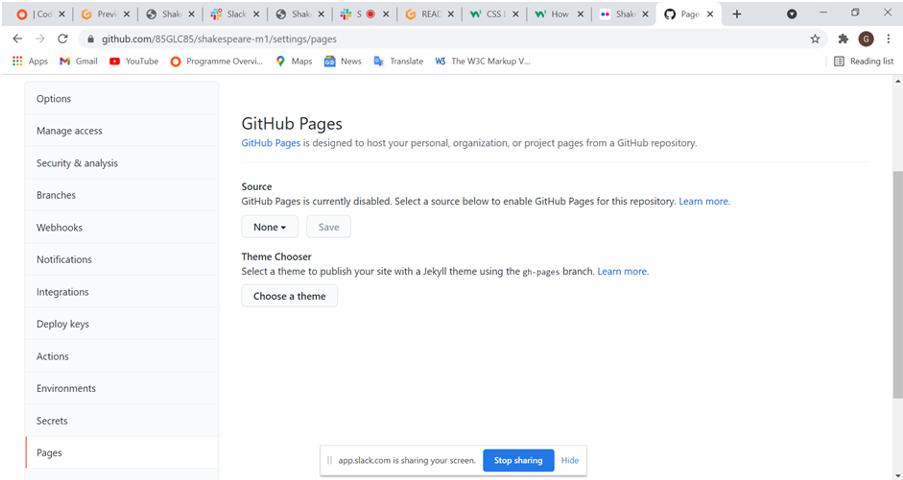 | Cod
Previ
Shake
Slack
Shake
S
READ
CSS I
How
Shake
Page
github.com/85GLC85/shakespeare-m1/settings/pages
G
Apps Gmail YouTube Programme Overvi... Maps News Translate The W3C Markup V... Reading list
Options
Manage access
Security & analysis
Branches
Webhooks
Notifications
Integrations
Deploy keys
Actions
Environments
Secrets
Pages
GitHub Pages
GitHub Pages is designed to host your personal, organization, or project pages from a GitHub repository.
Source
GitHub Pages is currently disabled. Select a source below to enable GitHub Pages for this repository. Learn more.
None Save
Theme Chooser
Select a theme to publish your site with a Jekyll theme using the gh-pages branch. Learn more.
Choose a theme
app.slack.com is sharing your screen. Stop sharing Hide